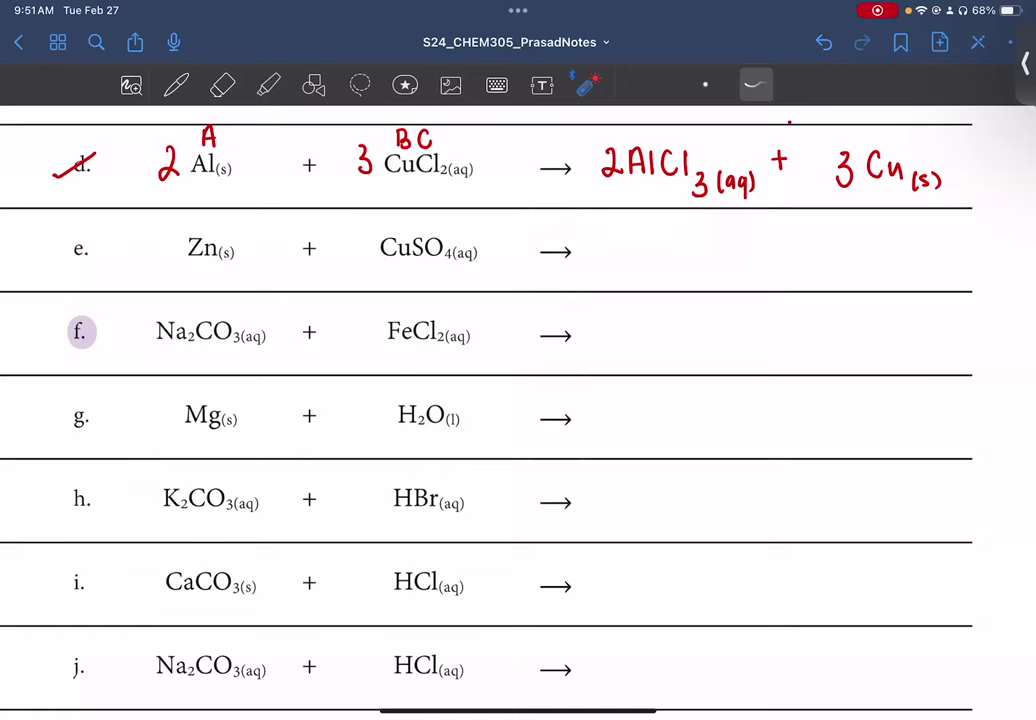 9:51 AM Tue Feb 27
68%
S24_CHEM305_PrasadNotes
A BC
d. 2 Al(s) + 3 CuCl₂(aq) ⟶ 2AlCl₃(aq) + 3 Cu(s)
e. Zn(s) + CuSO₄(aq) ⟶
f. Na₂CO₃(aq) + FeCl₂(aq) ⟶
g. Mg(s) + H₂O(l) ⟶
h. K₂CO₃(aq) + HBr(aq) ⟶
i. CaCO₃(s) + HCl(aq) ⟶
j. Na₂CO₃(aq) + HCl(aq) ⟶